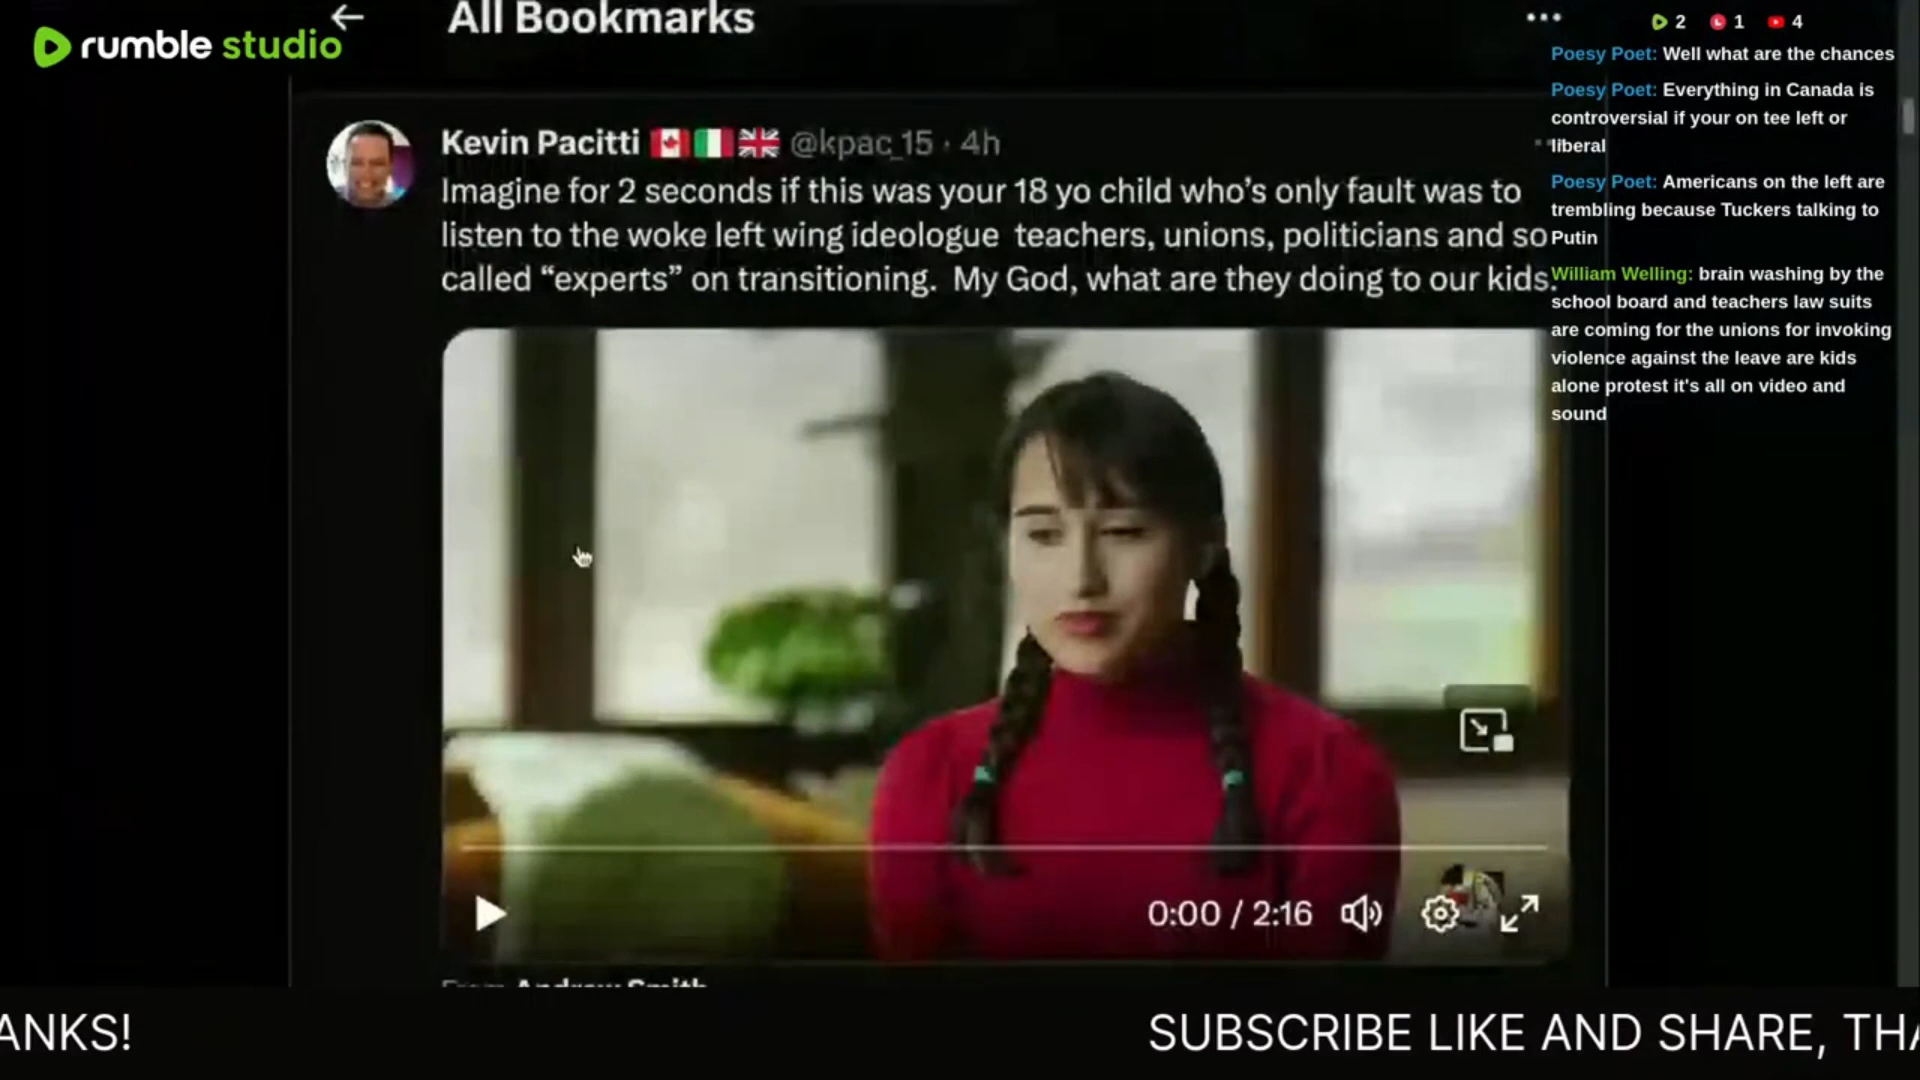 rumble studio
All Bookmarks
2 1 4
Kevin Pacitti @kpac_15 · 4h
Imagine for 2 seconds if this was your 18 yo child who's only fault was to
listen to the woke left wing ideologue teachers, unions, politicians and so
called “experts” on transitioning. My God, what are they doing to our kids.
Poesy Poet: Well what are the chances
Poesy Poet: Everything in Canada is
controversial if your on tee left or
liberal
Poesy Poet: Americans on the left are
trembling because Tuckers talking to
Putin
William Welling: brain washing by the
school board and teachers law suits
are coming for the unions for invoking
violence against the leave are kids
alone protest it's all on video and
sound
0:00 / 2:16
From Andrew Smith
ANKS!
SUBSCRIBE LIKE AND SHARE, THA